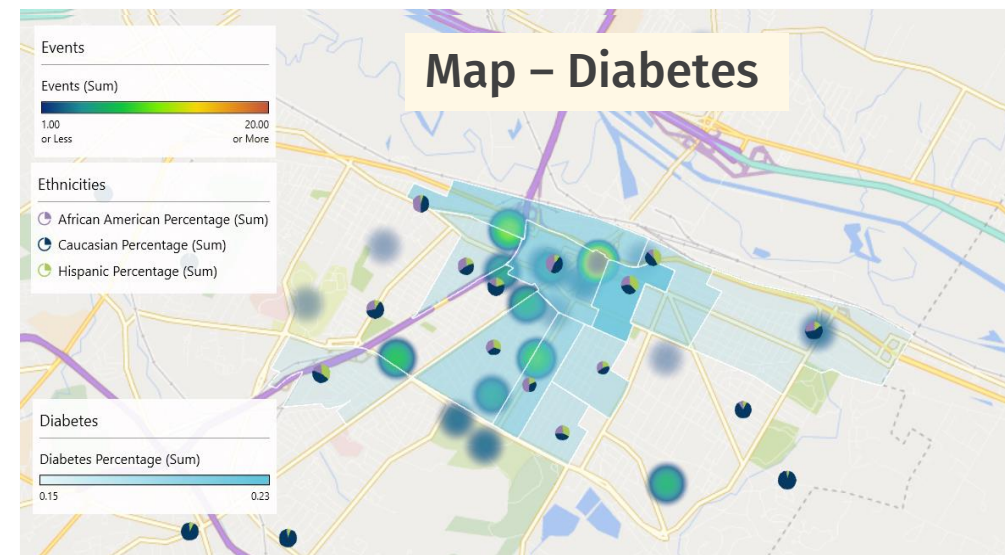 Map – Diabetes
Events
Events (Sum)
1.00
or Less
20.00
or More
Ethnicities
African American Percentage (Sum)
Caucasian Percentage (Sum)
Hispanic Percentage (Sum)
Diabetes
Diabetes Percentage (Sum)
0.15
0.23